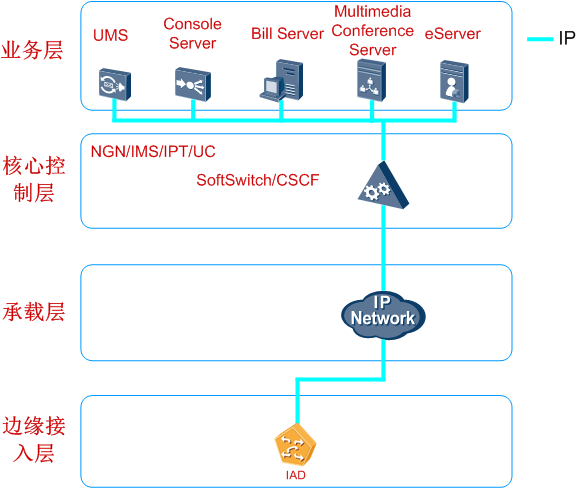 业务层
UMS
Console
Server
Bill Server
Multimedia
Conference
Server
eServer
IP
核心控
制层
NGN/IMS/IPT/UC
SoftSwitch/CSCF
承载层
IP
Network
边缘接
入层
IAD